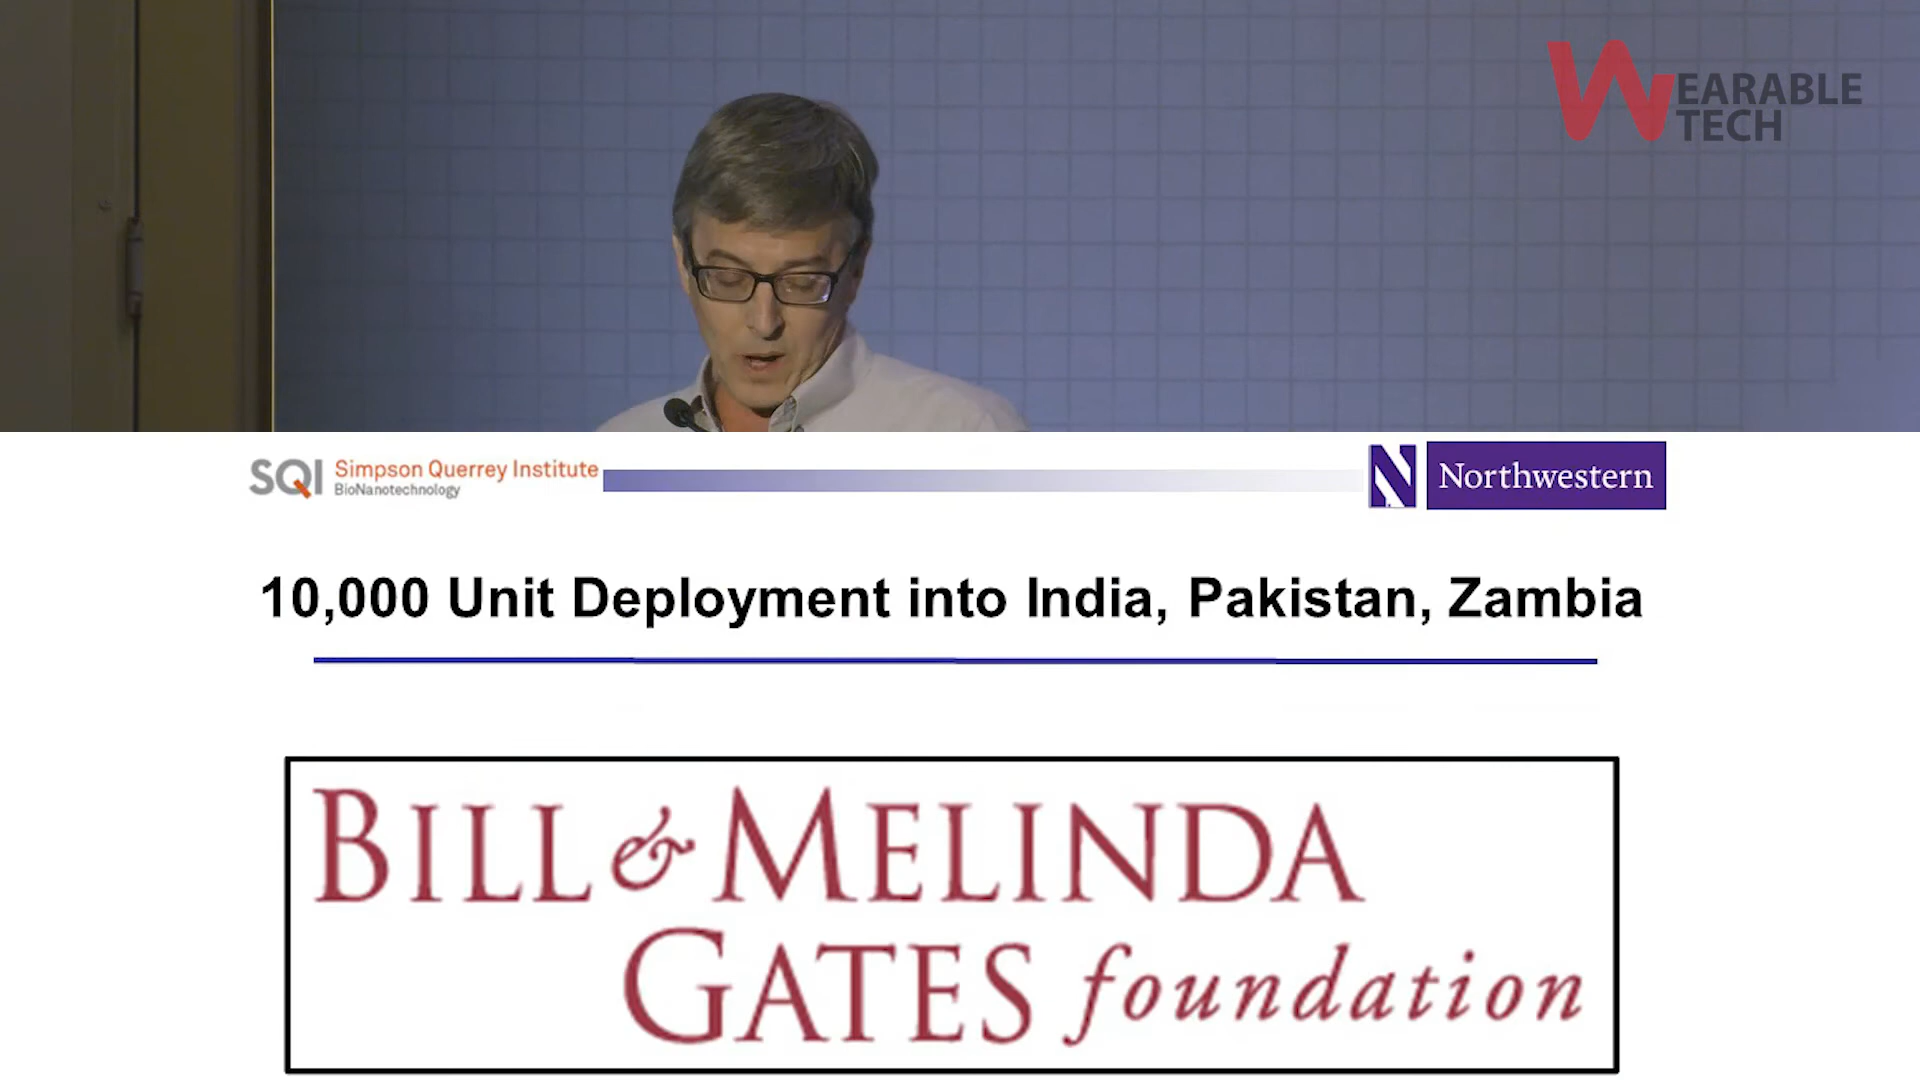 WEARABLE
TECH
SQI Simpson Querrey Institute
BioNanotechnology
N Northwestern
10,000 Unit Deployment into India, Pakistan, Zambia
BILL & MELINDA
GATES foundation